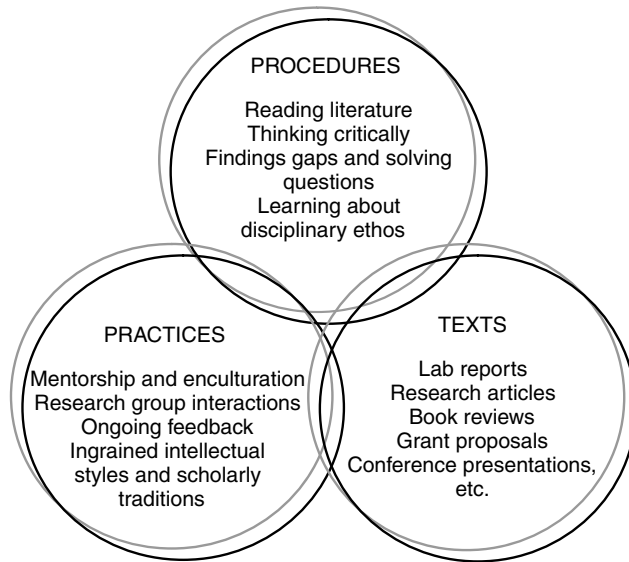 PROCEDURES
Reading literature
Thinking critically
Findings gaps and solving
questions
Learning about
disciplinary ethos
PRACTICES
Mentorship and enculturation
Research group interactions
Ongoing feedback
Ingrained intellectual
styles and scholarly
traditions
TEXTS
Lab reports
Research articles
Book reviews
Grant proposals
Conference presentations,
etc.